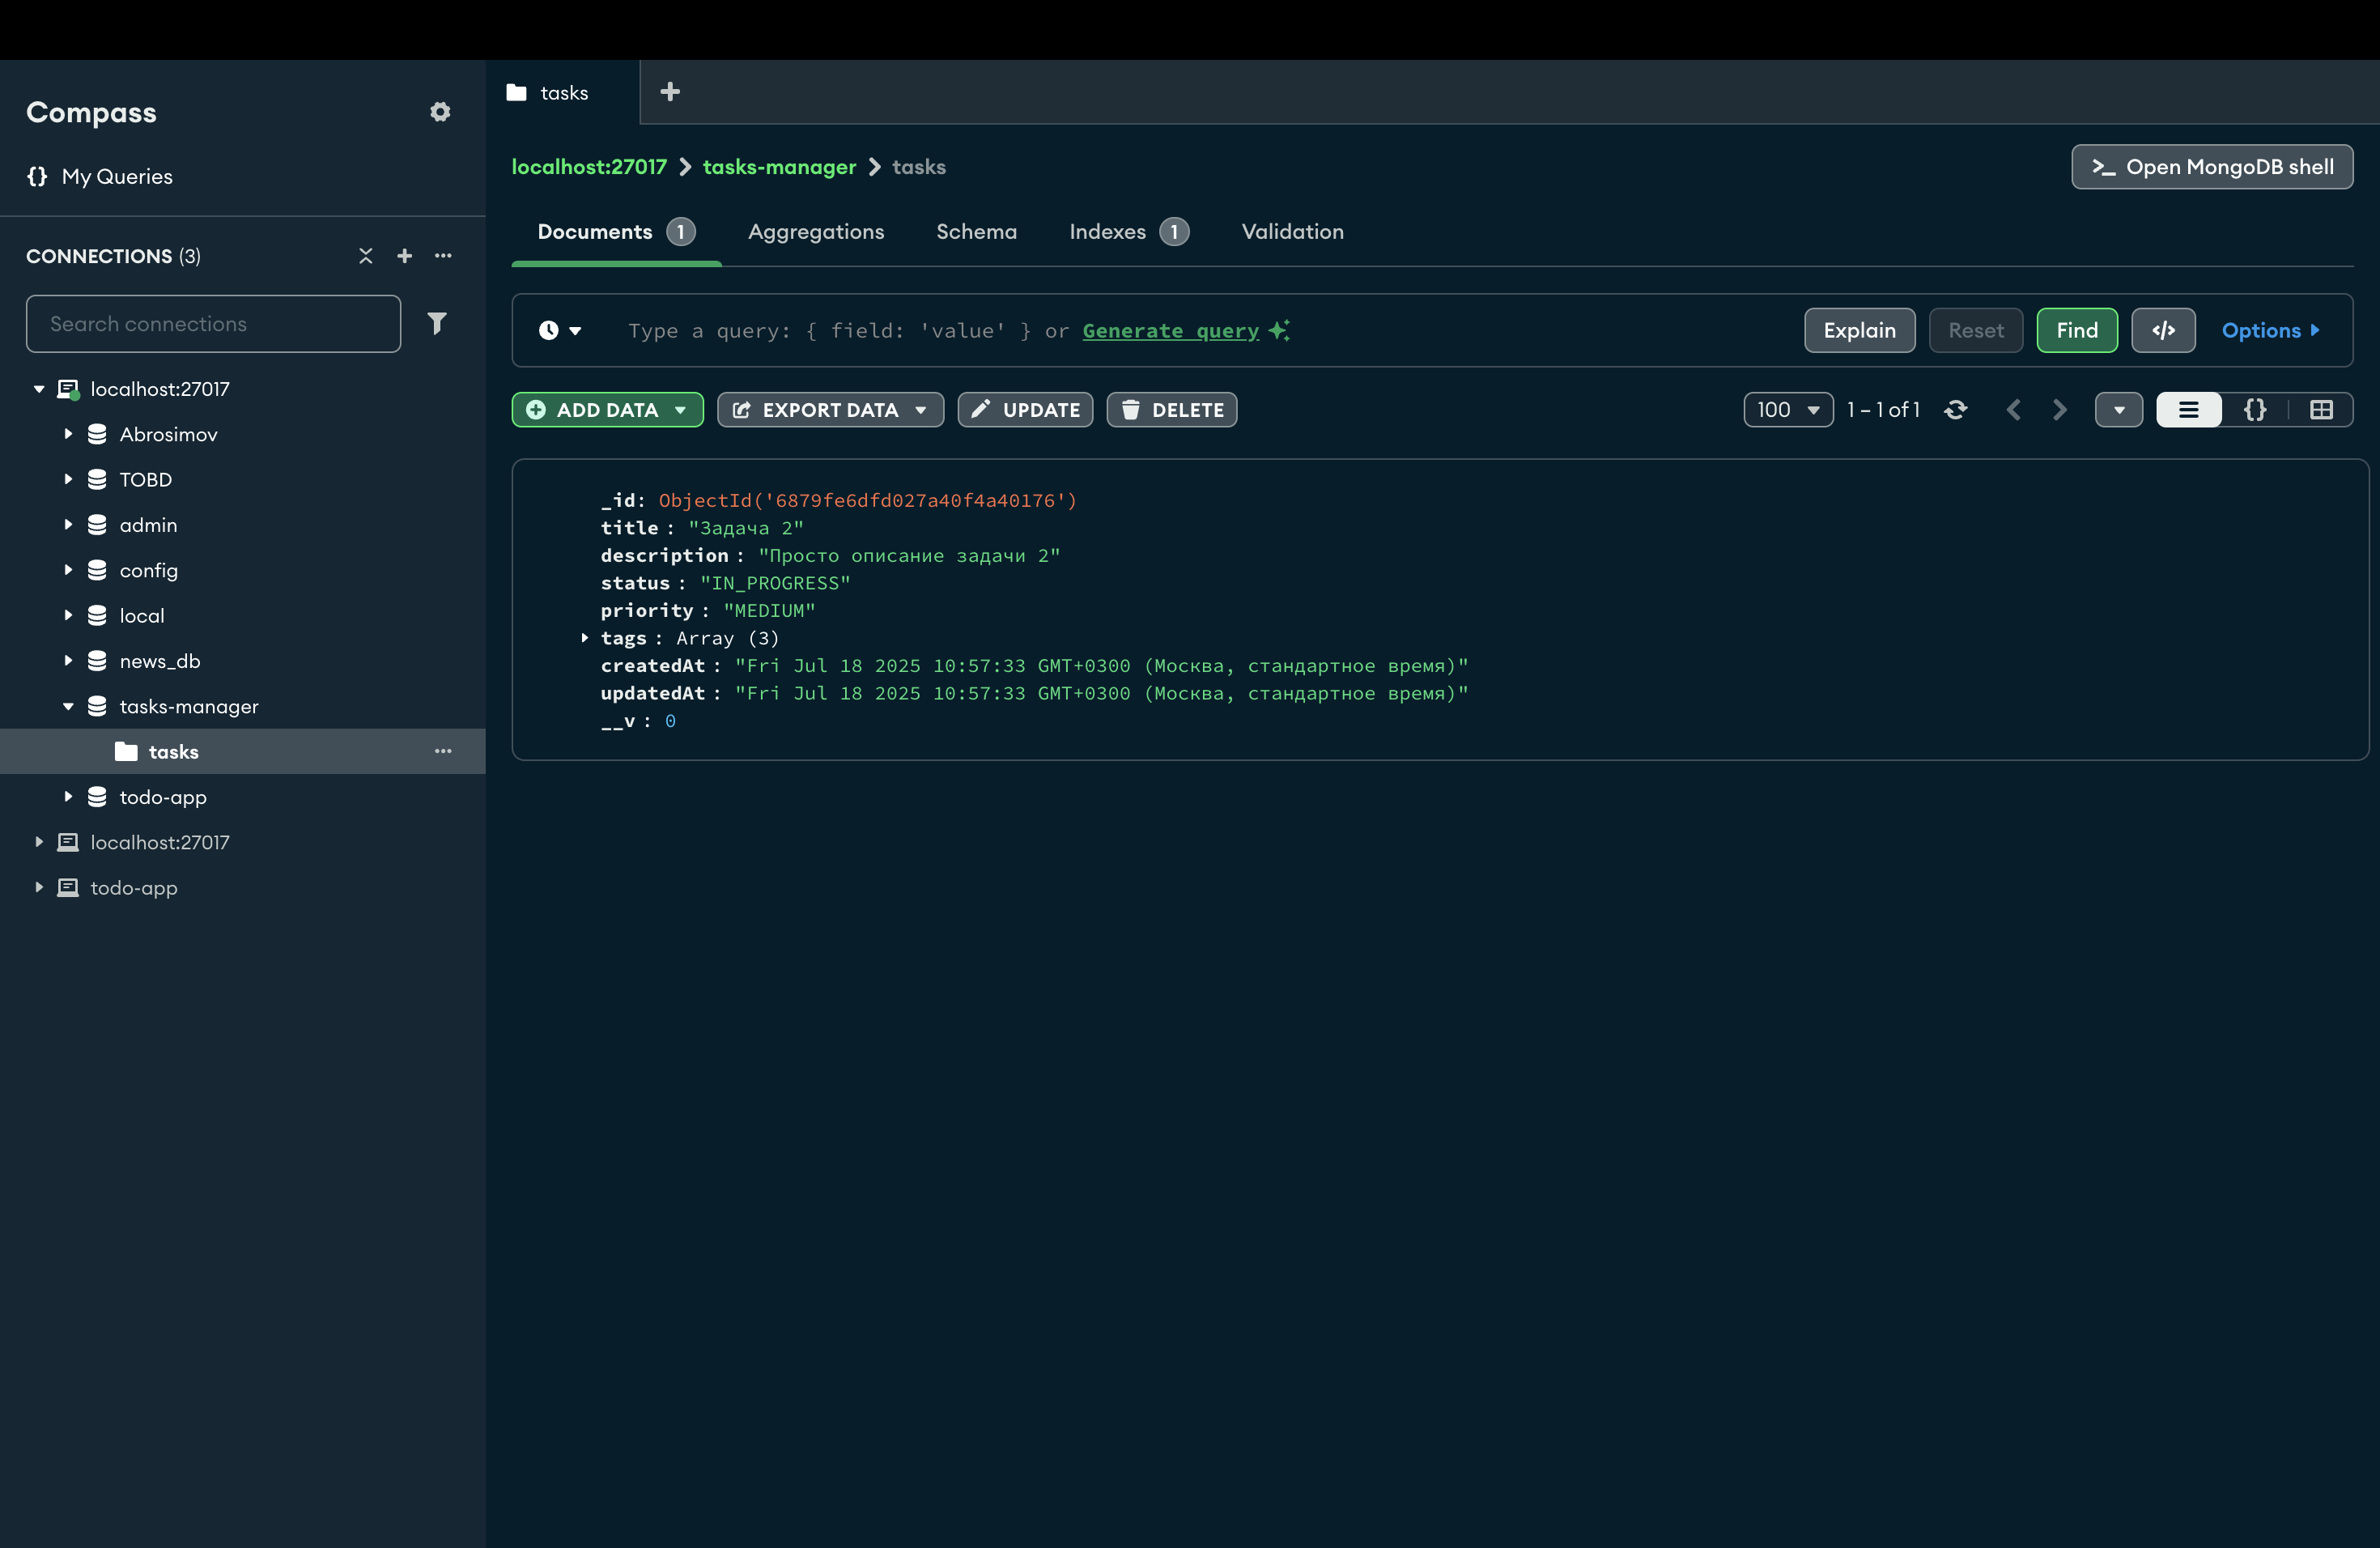 Compass
{} My Queries
CONNECTIONS (3)
Search connections
localhost:27017
Abrosimov
TOBD
admin
config
local
news_db
tasks-manager
tasks
todo-app
localhost:27017
todo-app
tasks
localhost:27017 > tasks-manager > tasks
>_ Open MongoDB shell
Documents 1 Aggregations Schema Indexes 1 Validation
Type a query: { field: 'value' } or Generate query
Explain Reset Find </> Options
ADD DATA EXPORT DATA UPDATE DELETE
100 1 – 1 of 1 {}
_id: ObjectId('6879fe6dfd027a40f4a40176')
title : "Задача 2"
description : "Просто описание задачи 2"
status : "IN_PROGRESS"
priority : "MEDIUM"
tags : Array (3)
createdAt : "Fri Jul 18 2025 10:57:33 GMT+0300 (Москва, стандартное время)"
updatedAt : "Fri Jul 18 2025 10:57:33 GMT+0300 (Москва, стандартное время)"
__v : 0